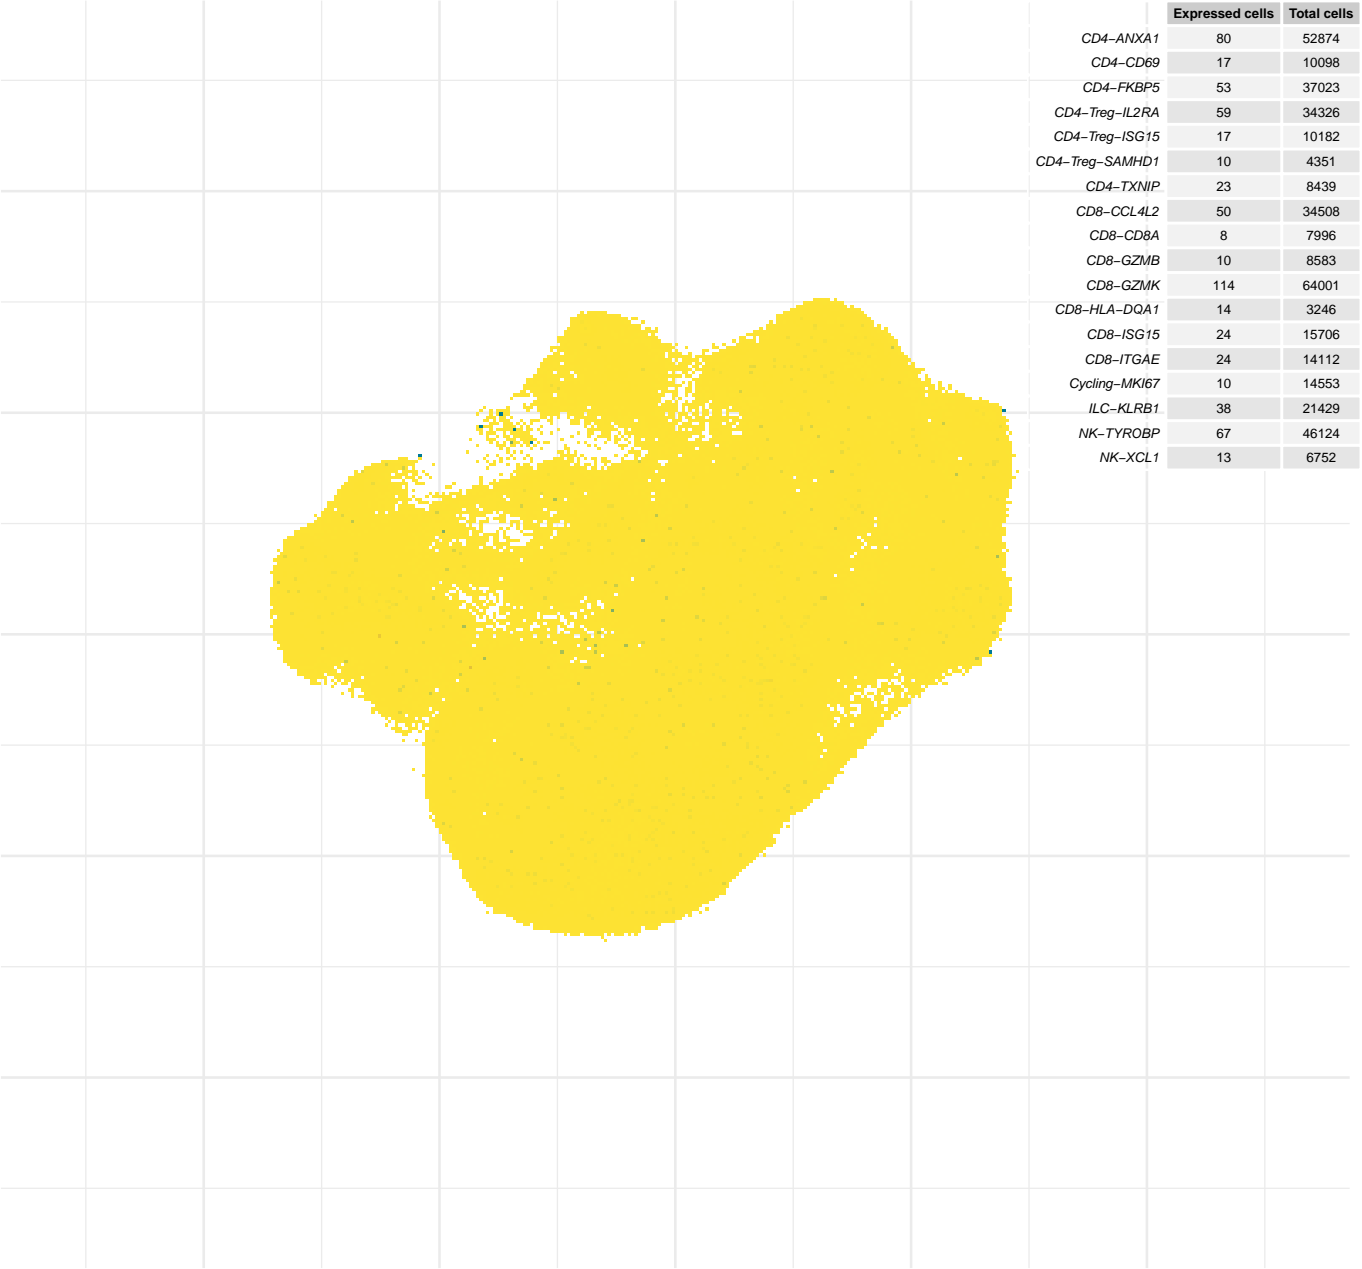 Expressed cells Total cells
CD4−ANXA1 80 52874
CD4−CD69 17 10098
CD4−FKBP5 53 37023
CD4−Treg−IL2RA 59 34326
CD4−Treg−ISG15 17 10182
CD4−Treg−SAMHD1 10 4351
CD4−TXNIP 23 8439
CD8−CCL4L2 50 34508
CD8−CD8A 8 7996
CD8−GZMB 10 8583
CD8−GZMK 114 64001
CD8−HLA−DQA1 14 3246
CD8−ISG15 24 15706
CD8−ITGAE 24 14112
Cycling−MKI67 10 14553
ILC−KLRB1 38 21429
NK−TYROBP 67 46124
NK−XCL1 13 6752